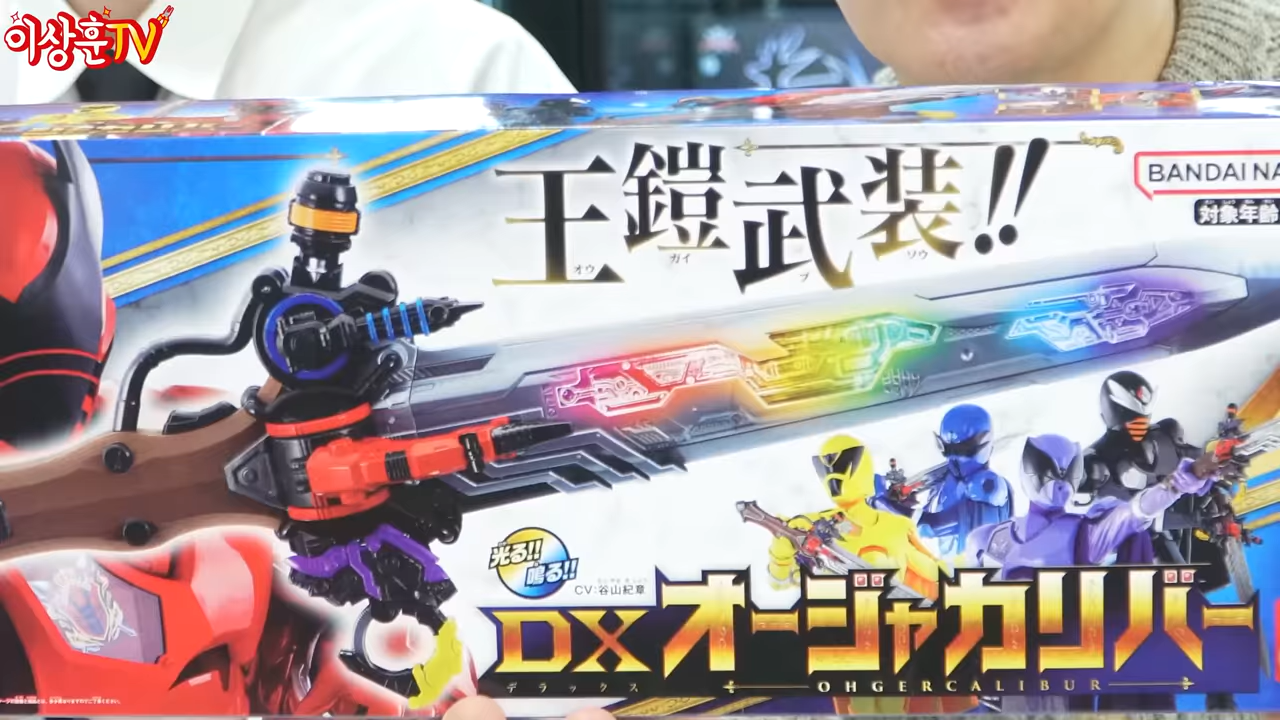 이상훈TV
王鎧武装!!
オウ ガイ ブ ソウ
BANDAI NA
対象年齢
光る!!
鳴る!!
CV:谷山紀章
DXオージャカリバー
デラックス
OHGERCALIBUR